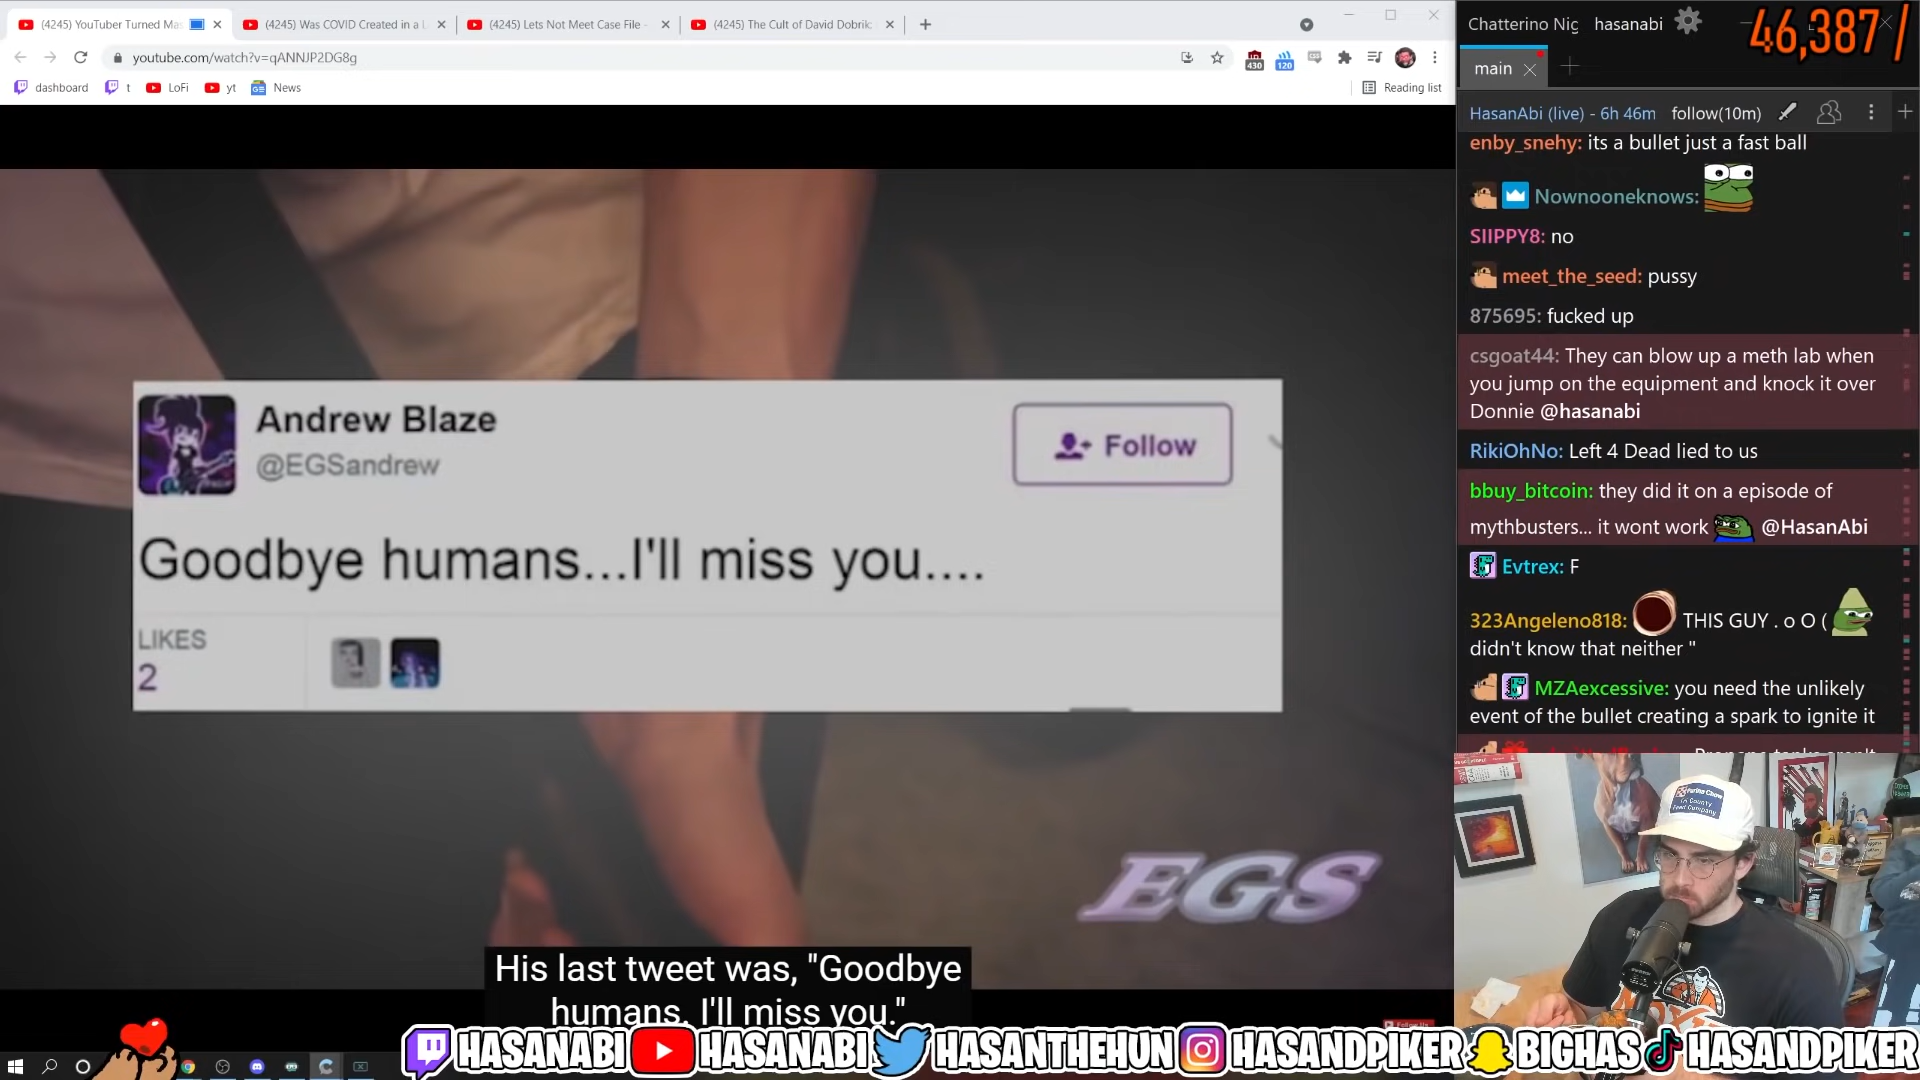 (4245) YouTuber Turned Mas
(4245) Was COVID Created in a L
(4245) Lets Not Meet Case File -
(4245) The Cult of David Dobrik:
youtube.com/watch?v=qANNJP2DG8g
430
120
dashboard
t
LoFi
yt
News
Reading list
Andrew Blaze
@EGSandrew
Follow
Goodbye humans...I'll miss you....
LIKES
2
EGS
His last tweet was, "Goodbye
humans, I'll miss you."
Chatterino Nig
hasanabi
46,387 /
main
HasanAbi (live) - 6h 46m
follow(10m)
enby_snehy: its a bullet just a fast ball
Nownooneknows:
SIIPPY8: no
meet_the_seed: pussy
875695: fucked up
csgoat44: They can blow up a meth lab when
you jump on the equipment and knock it over
Donnie @hasanabi
RikiOhNo: Left 4 Dead lied to us
bbuy_bitcoin: they did it on a episode of
mythbusters... it wont work @HasanAbi
Evtrex: F
323Angeleno818: THIS GUY . o O (
didn't know that neither "
MZAexcessive: you need the unlikely
event of the bullet creating a spark to ignite it
HASANABI
HASANABI
HASANTHEHUN
HASANDPIKER
BIGHAS
HASANDPIKER